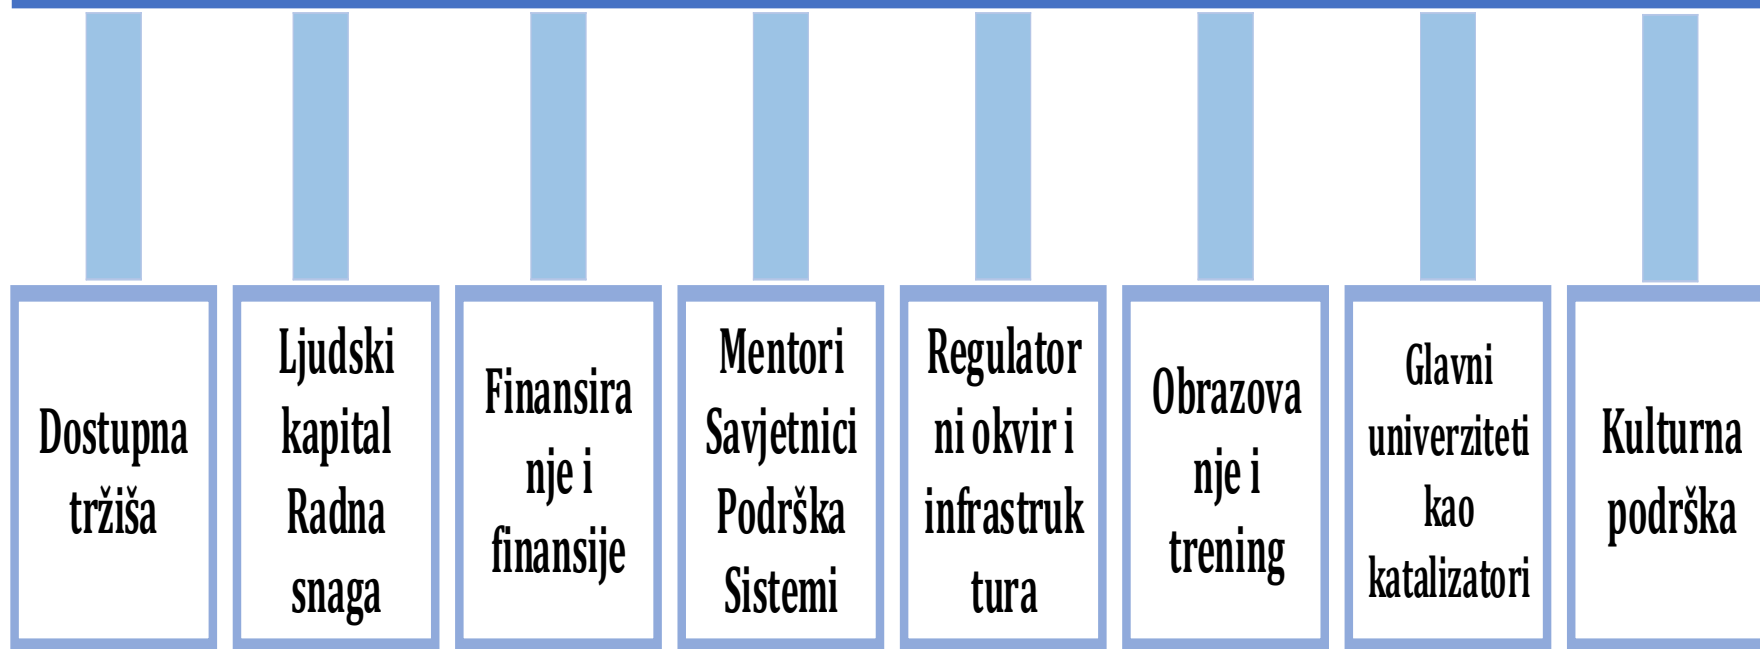 Dostupna
tržiša
Ljudski
kapital
Radna
snaga
Finansira
nje i
finansije
Mentori
Savjetnici
Podrška
Sistemi
Regulator
ni okvir i
infrastruk
tura
Obrazova
nje i
trening
Glavni
univerziteti
kao
katalizatori
Kulturna
podrška